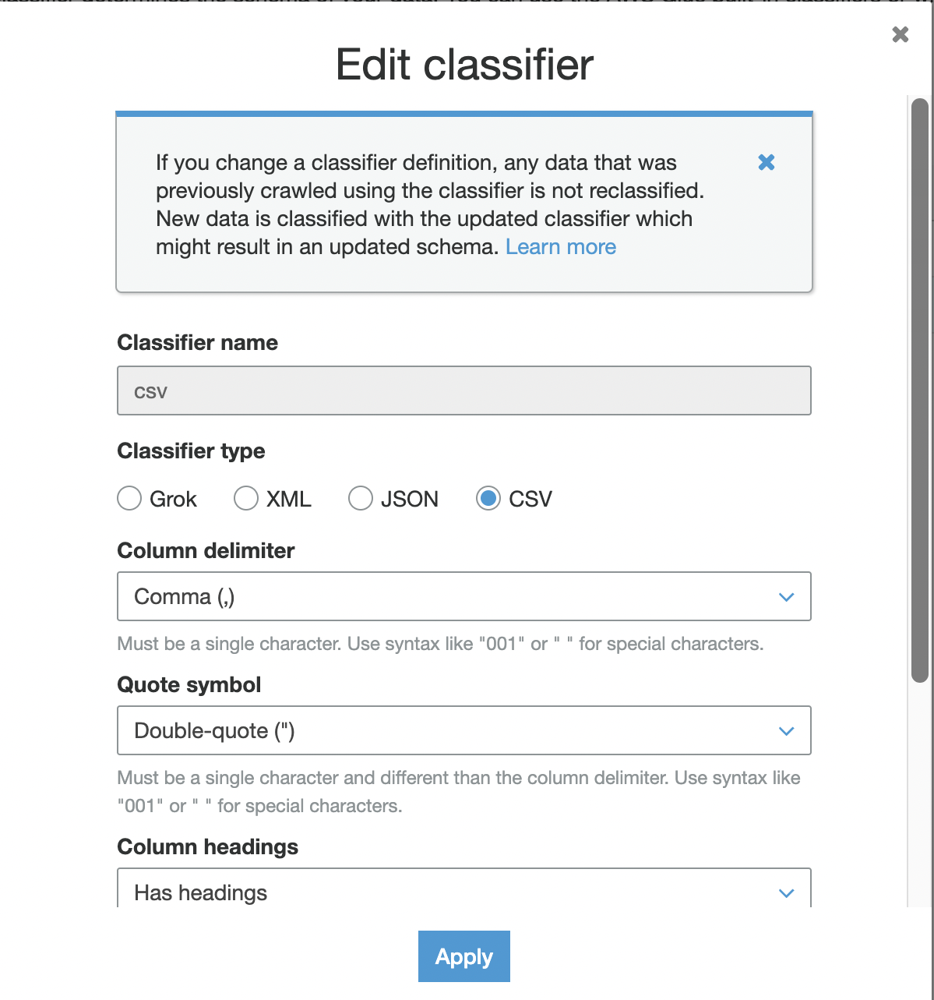 Edit classifier
If you change a classifier definition, any data that was
previously crawled using the classifier is not reclassified.
New data is classified with the updated classifier which
might result in an updated schema. Learn more
Classifier name
csv
Classifier type
Grok XML JSON CSV
Column delimiter
Comma (,)
Must be a single character. Use syntax like "001" or " " for special characters.
Quote symbol
Double-quote (")
Must be a single character and different than the column delimiter. Use syntax like
"001" or " " for special characters.
Column headings
Has headings
Apply